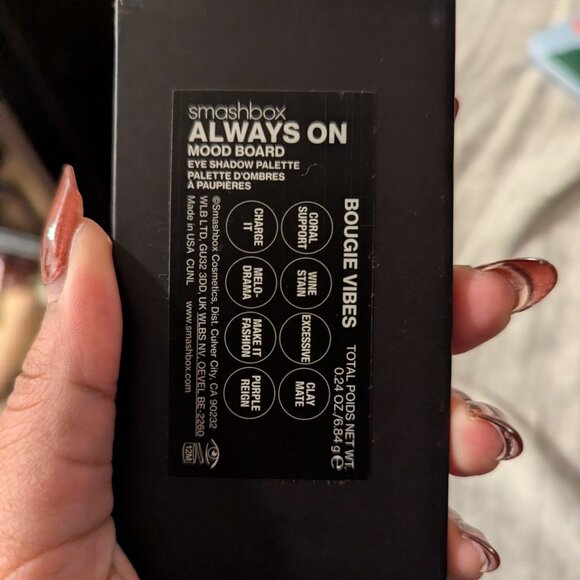 smashbox
ALWAYS ON
MOOD BOARD
EYE SHADOW PALETTE
PALETTE D'OMBRES
À PAUPIÈRES
BOUGIE VIBES
TOTAL POIDS NET WT.
0.24 OZ/6.84 g ℮
CORAL
SUPPORT
WINE
STAIN
EXCESSIVE
CLAY
MATE
CHARGE
IT
MELO-
DRAMA
MAKE IT
FASHION
PURPLE
REIGN
©Smashbox Cosmetics, Dist. Culver City, CA 90232
WLB LTD, GU32 3DD, UK WLBS NV, OEVEL BE-2260
Made in USA CUNL www.smashbox.com
12M